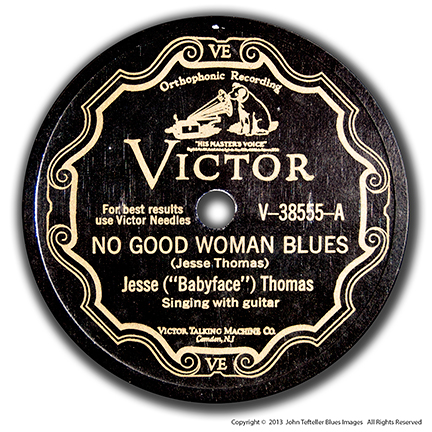 VE
Orthophonic Recording
"HIS MASTER'S VOICE"
VICTOR
For best results
use Victor Needles
V-38555-A
NO GOOD WOMAN BLUES
(Jesse Thomas)
Jesse ("Babyface") Thomas
Singing with guitar
VICTOR TALKING MACHINE CO.
Camden, N.J.
VE
Copyright © 2013 John Tefteller Blues Images All Rights Reserved